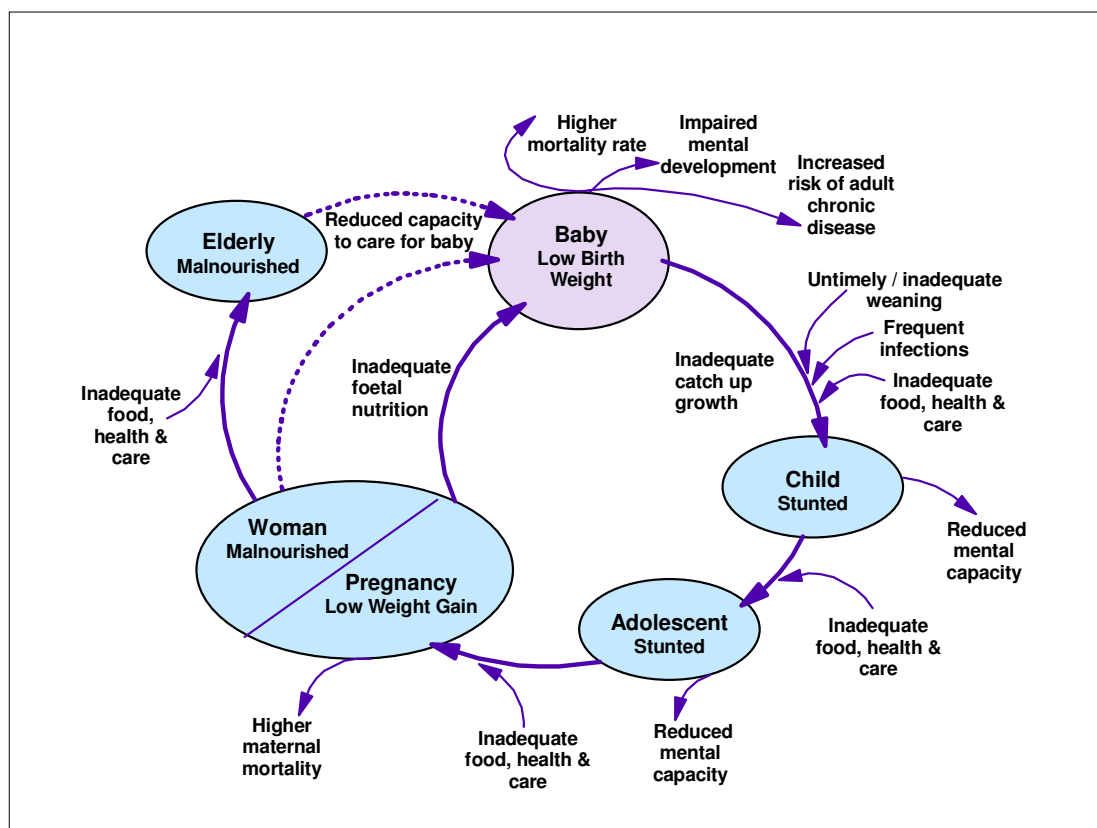 Higher
mortality rate
Impaired
mental
development
Increased
risk of adult
chronic
disease
Elderly
Malnourished
Reduced capacity
to care for baby
Baby
Low Birth
Weight
Untimely / inadequate
weaning
Frequent
infections
Inadequate
food, health &
care
Inadequate
catch up
growth
Inadequate
foetal
nutrition
Inadequate
food,
health &
care
Child
Stunted
Reduced
mental
capacity
Woman
Malnourished
Pregnancy
Low Weight Gain
Adolescent
Stunted
Inadequate
food, health &
care
Higher
maternal
mortality
Inadequate
food, health &
care
Reduced
mental
capacity